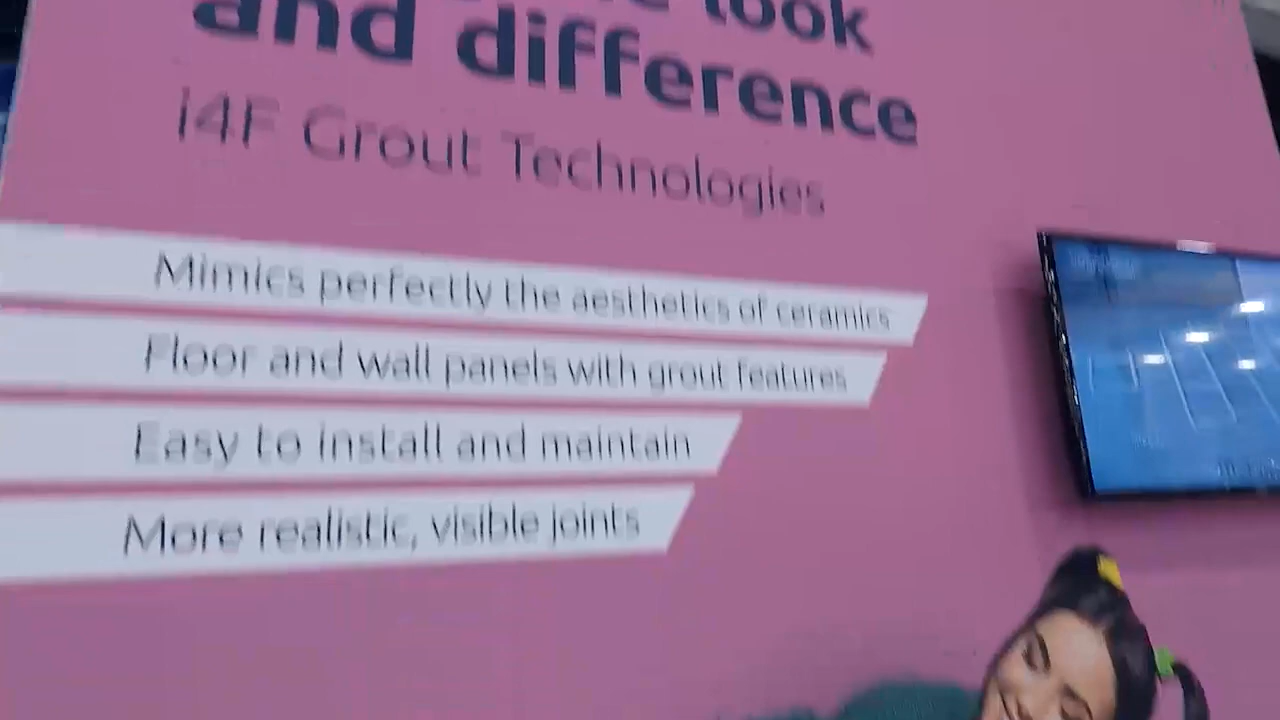 look
and difference
i4F Grout Technologies
Mimics perfectly the aesthetics of ceramics
Floor and wall panels with grout features
Easy to install and maintain
More realistic, visible joints